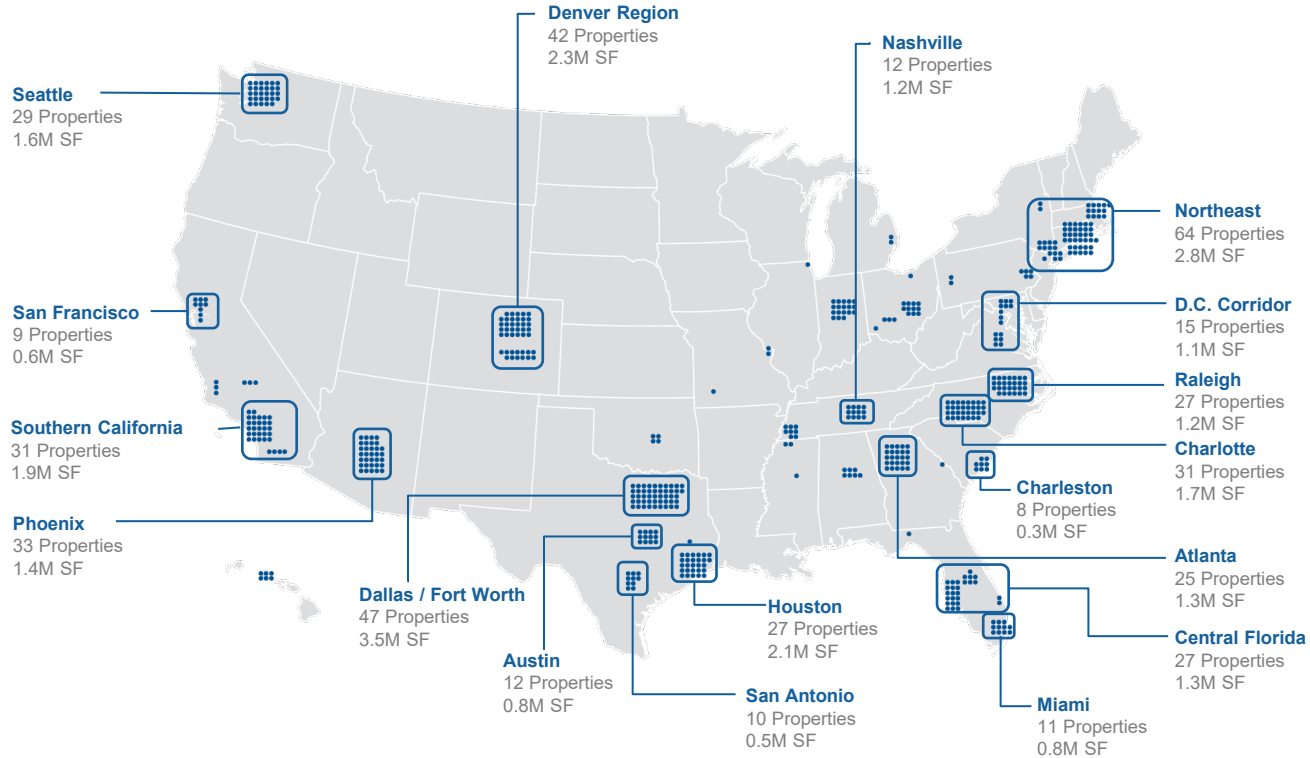 Denver Region
42 Properties
2.3M SF
Nashville
12 Properties
1.2M SF
Seattle
29 Properties
1.6M SF
Northeast
64 Properties
2.8M SF
San Francisco
9 Properties
0.6M SF
D.C. Corridor
15 Properties
1.1M SF
Raleigh
27 Properties
1.2M SF
Southern California
31 Properties
1.9M SF
Charlotte
31 Properties
1.7M SF
Charleston
8 Properties
0.3M SF
Phoenix
33 Properties
1.4M SF
Atlanta
25 Properties
1.3M SF
Dallas / Fort Worth
47 Properties
3.5M SF
Houston
27 Properties
2.1M SF
Central Florida
27 Properties
1.3M SF
Austin
12 Properties
0.8M SF
San Antonio
10 Properties
0.5M SF
Miami
11 Properties
0.8M SF